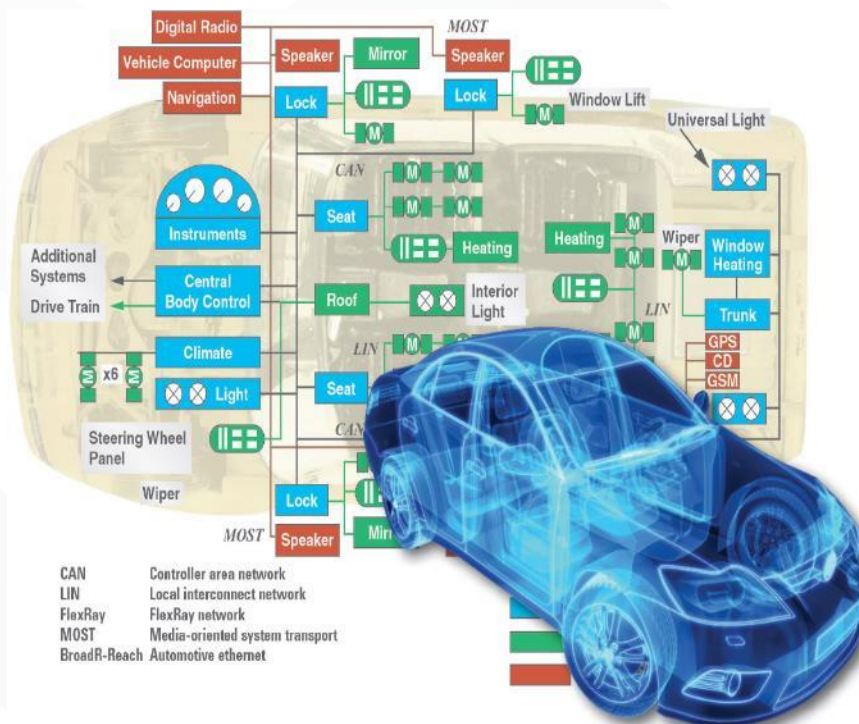 MOST
Digital Radio
Vehicle Computer
Navigation
Speaker
Mirror
Speaker
Lock
Lock
M
M
Window Lift
Universal Light
CAN
M M
M M
Seat
Heating
Instruments
Heating
M
M
Wiper
M
Window
Heating
Additional
Systems
Drive Train
Central
Body Control
Roof
Interior
Light
LIN
Trunk
Climate
LIN
M M
GPS
CD
GSM
M x6 M
Light
Seat
CAN
Steering Wheel
Panel
Wiper
Lock
MOST
Speaker
CAN Controller area network
LIN Local interconnect network
FlexRay FlexRay network
MOST Media-oriented system transport
BroadR-Reach Automotive ethernet